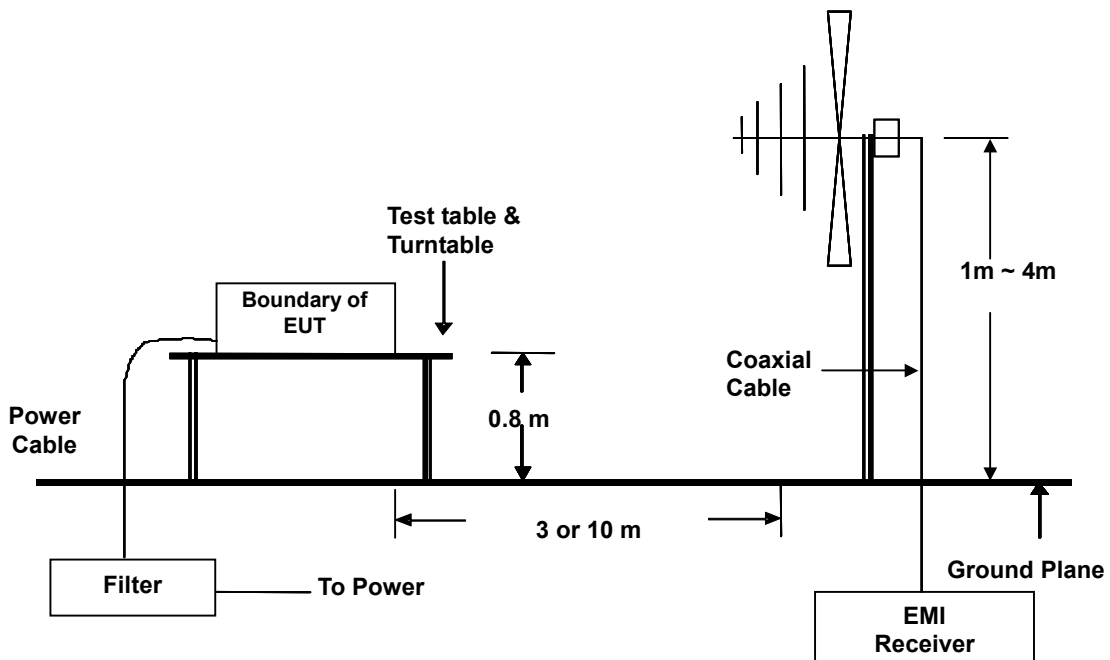 Test table &
Turntable
Boundary of
EUT
1m ~ 4m
Coaxial
Cable
0.8 m
Power
Cable
3 or 10 m
Filter
To Power
Ground Plane
EMI
Receiver